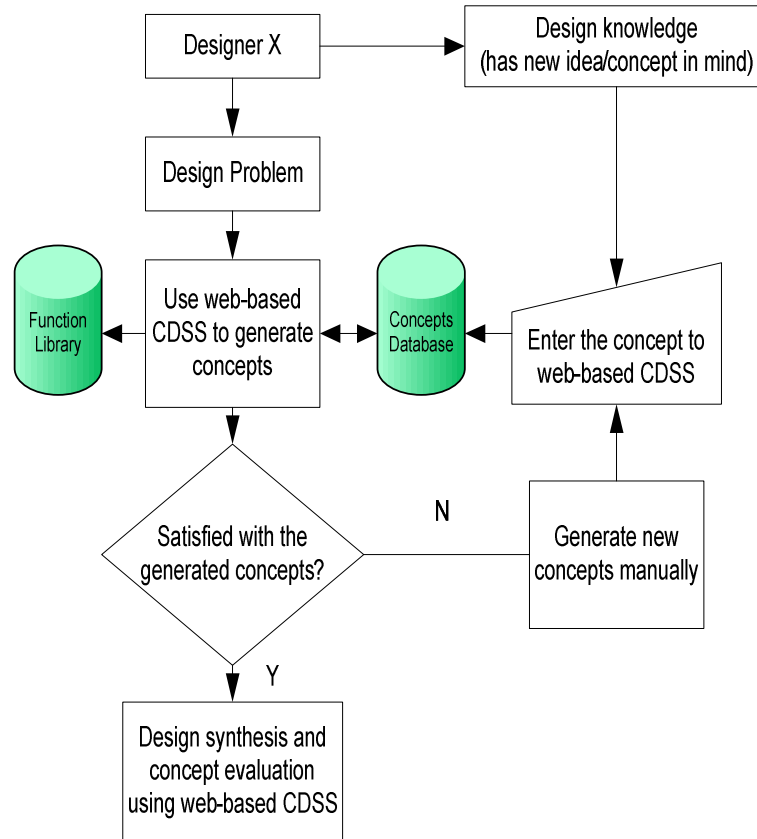 Designer X
Design knowledge
(has new idea/concept in mind)
Design Problem
Function
Library
Use web-based
CDSS to generate
concepts
Concepts
Database
Enter the concept to
web-based CDSS
Satisfied with the
generated concepts?
N
Generate new
concepts manually
Y
Design synthesis and
concept evaluation
using web-based CDSS